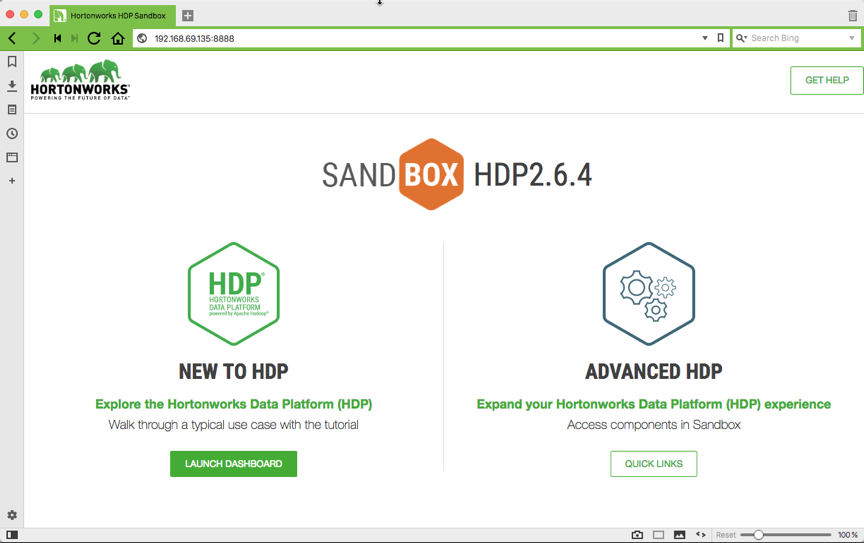 Hortonworks HDP Sandbox
192.168.69.135:8888
Search Bing
HORTONWORKS®
POWERING THE FUTURE OF DATA™
GET HELP
SANDBOX HDP2.6.4
HDP®
HORTONWORKS
DATA PLATFORM
powered by Apache Hadoop®
NEW TO HDP
Explore the Hortonworks Data Platform (HDP)
Walk through a typical use case with the tutorial
LAUNCH DASHBOARD
ADVANCED HDP
Expand your Hortonworks Data Platform (HDP) experience
Access components in Sandbox
QUICK LINKS
Reset
100 %